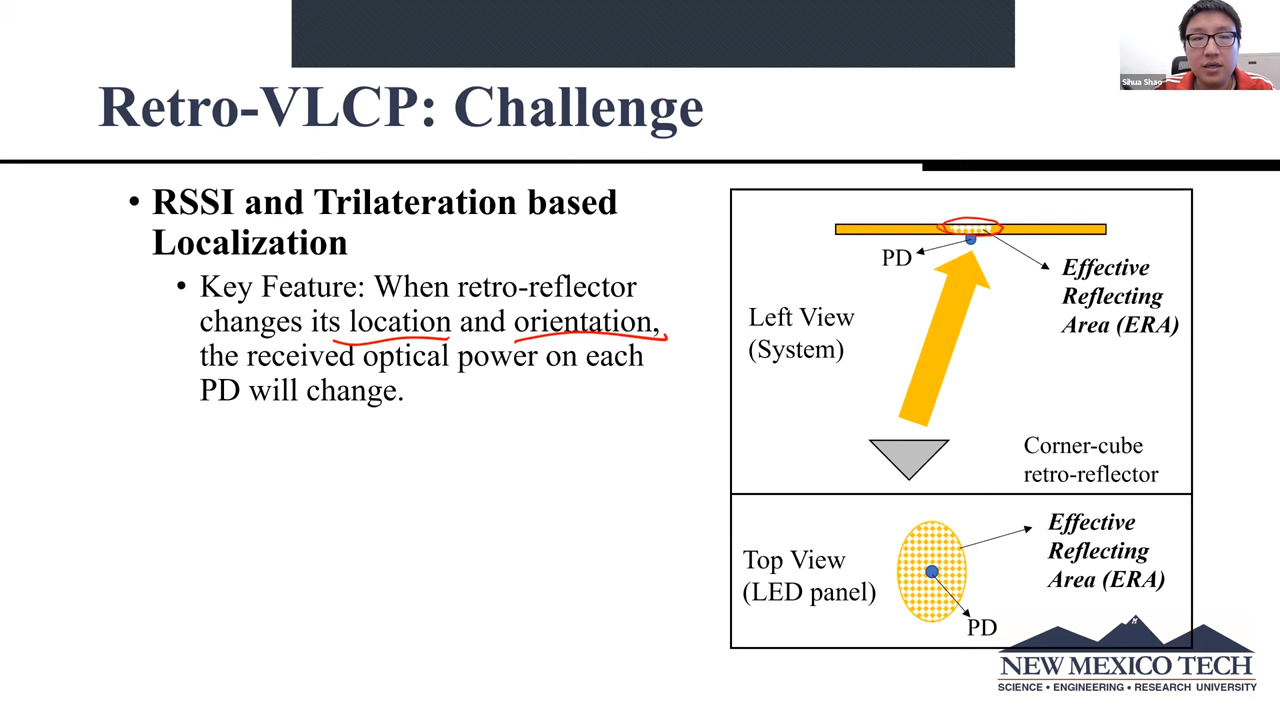 Sihua Shao
Retro-VLCP: Challenge
• RSSI and Trilateration based
Localization
• Key Feature: When retro-reflector
changes its location and orientation,
the received optical power on each
PD will change.
PD
Effective
Reflecting
Area (ERA)
Left View
(System)
Corner-cube
retro-reflector
Top View
(LED panel)
Effective
Reflecting
Area (ERA)
PD
NEW MEXICO TECH
SCIENCE • ENGINEERING • RESEARCH UNIVERSITY